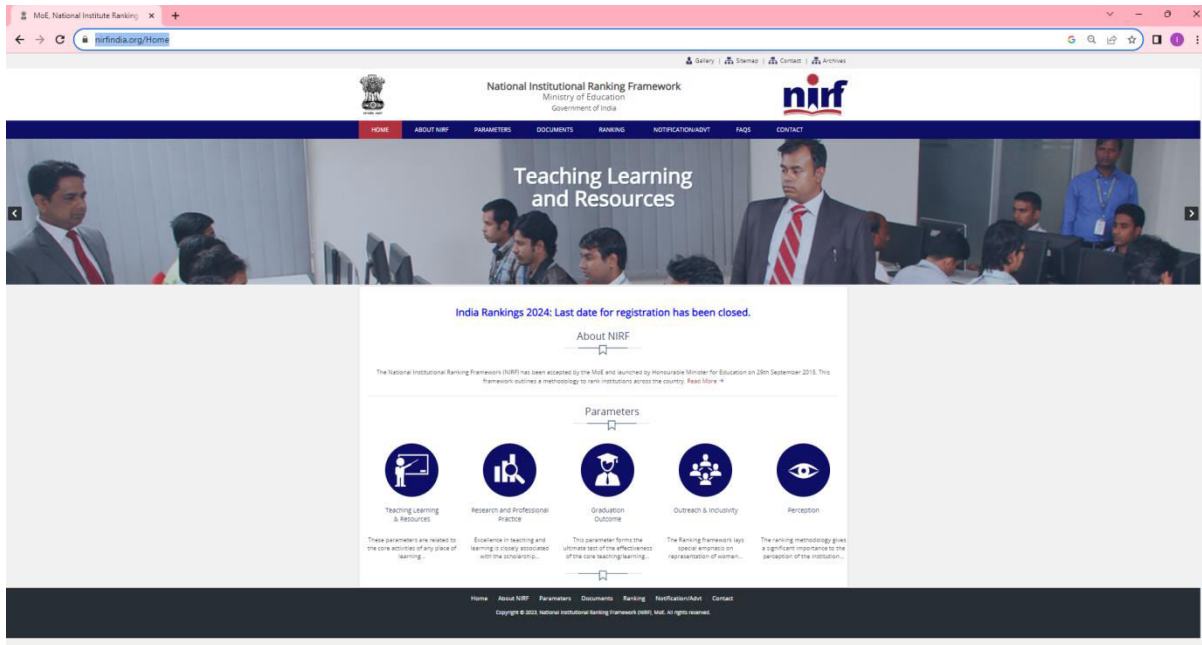 MoE, National Institute Ranking
nirfindia.org/Home
Gallery | Sitemap | Contact | Archives
National Institutional Ranking Framework
Ministry of Education
Government of India
nirf
HOME ABOUT NIRF PARAMETERS DOCUMENTS RANKING NOTIFICATION/ADVT FAQS CONTACT
Teaching Learning
and Resources
India Rankings 2024: Last date for registration has been closed.
About NIRF
The National Institutional Ranking Framework (NIRF) has been accepted by the MoE and launched by Honourable Minister for Education on 29th September 2015. This
framework outlines a methodology to rank institutions across the country. Read More →
Parameters
Teaching Learning
& Resources
These parameters are related to
the core activities of any place of
learning...
Research and Professional
Practice
Excellence in teaching and
learning is closely associated
with the scholarship...
Graduation
Outcome
This parameter forms the
ultimate test of the effectiveness
of the core teaching/learning...
Outreach & Inclusivity
The Ranking framework lays
special emphasis on
representation of woman...
Perception
The ranking methodology gives
a significant importance to the
perception of the institution...
Home About NIRF Parameters Documents Ranking Notification/Advt Contact
Copyright © 2023, National Institutional Ranking Framework (NIRF), MoE. All rights reserved.